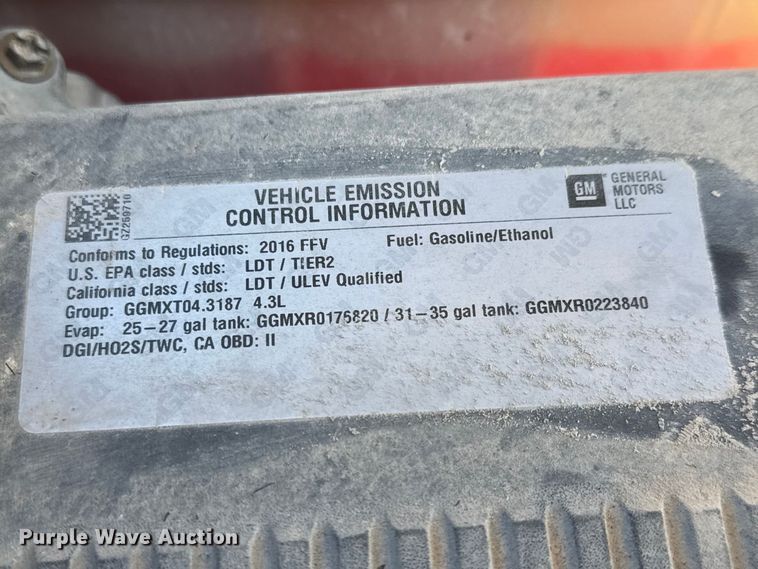 VEHICLE EMISSION
CONTROL INFORMATION
GM
GENERAL
MOTORS
LLC
GZ259710
Conforms to Regulations: 2016 FFV Fuel: Gasoline/Ethanol
U.S. EPA class / stds: LDT / TIER2
California class / stds: LDT / ULEV Qualified
Group: GGMXT04.3187 4.3L
Evap: 25-27 gal tank: GGMXR0176820 / 31-35 gal tank: GGMXR0223840
DGI/HO2S/TWC, CA OBD: II
Purple Wave Auction